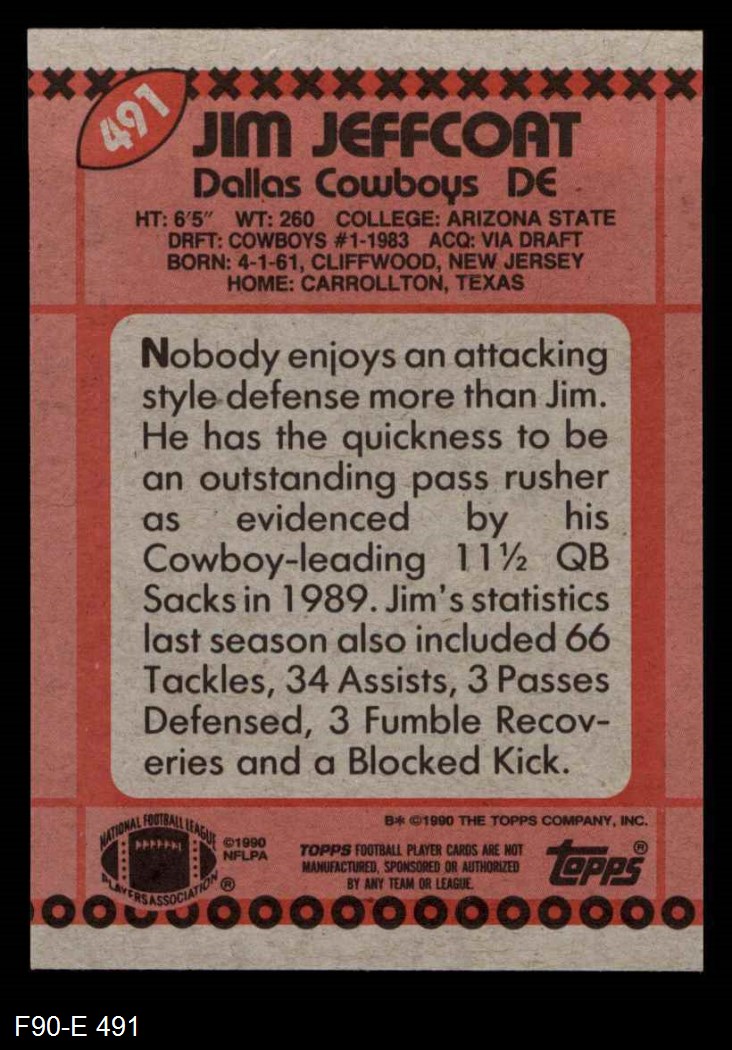 491
JIM JEFFCOAT
Dallas Cowboys DE
HT: 6'5" WT: 260 COLLEGE: ARIZONA STATE
DRFT: COWBOYS #1-1983 ACQ: VIA DRAFT
BORN: 4-1-61, CLIFFWOOD, NEW JERSEY
HOME: CARROLLTON, TEXAS
Nobody enjoys an attacking
style defense more than Jim.
He has the quickness to be
an outstanding pass rusher
as evidenced by his
Cowboy-leading 11½ QB
Sacks in 1989. Jim's statistics
last season also included 66
Tackles, 34 Assists, 3 Passes
Defensed, 3 Fumble Recov-
eries and a Blocked Kick.
NATIONAL FOOTBALL LEAGUE
PLAYERS ASSOCIATION ®
©1990
NFLPA
B* ©1990 THE TOPPS COMPANY, INC.
TOPPS FOOTBALL PLAYER CARDS ARE NOT
MANUFACTURED, SPONSORED OR AUTHORIZED
BY ANY TEAM OR LEAGUE.
Topps ®
F90-E 491